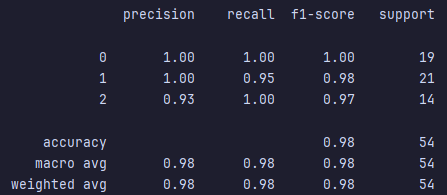 precision recall f1-score support
0 1.00 1.00 1.00 19
1 1.00 0.95 0.98 21
2 0.93 1.00 0.97 14
accuracy 0.98 54
macro avg 0.98 0.98 0.98 54
weighted avg 0.98 0.98 0.98 54